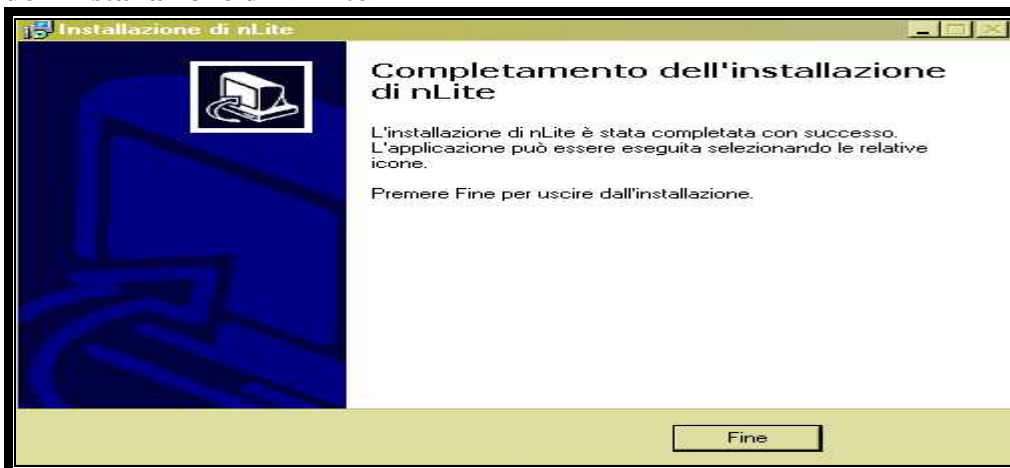 Installazione di nLite
Completamento dell'installazione
di nLite
L'installazione di nLite è stata completata con successo.
L'applicazione può essere eseguita selezionando le relative
icone.
Premere Fine per uscire dall'installazione.
Fine